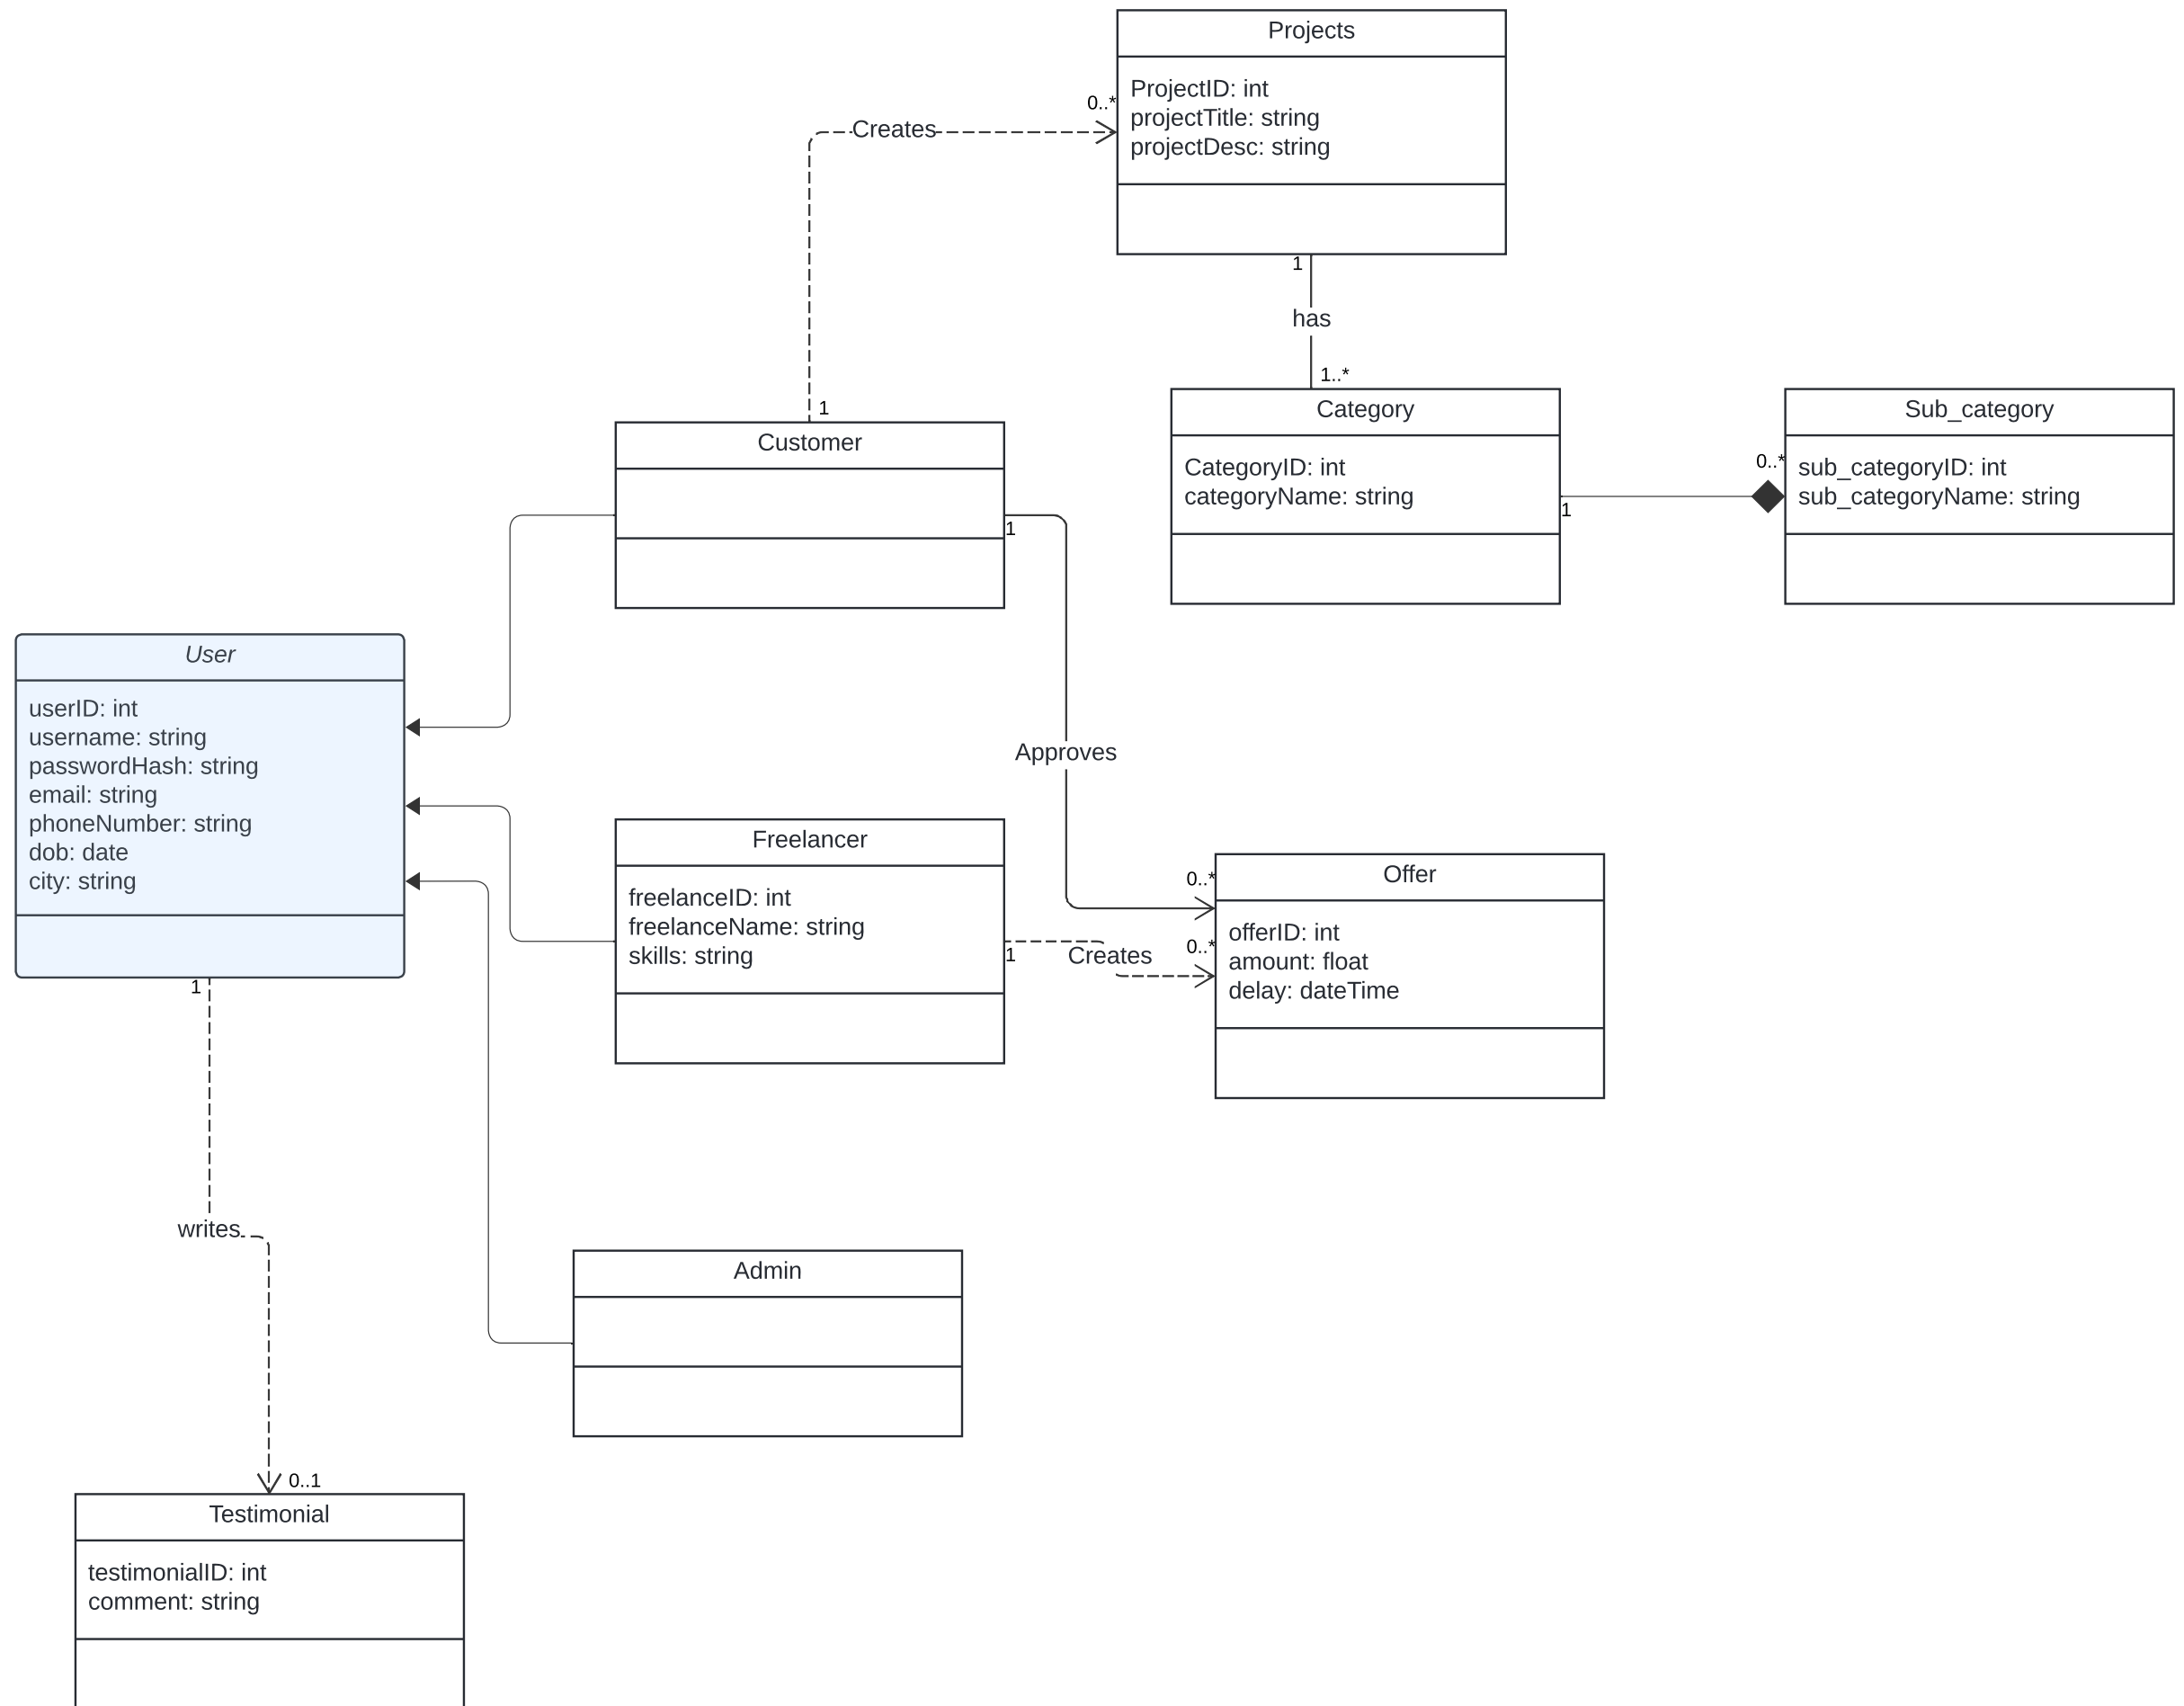 Projects
ProjectID: int
projectTitle: string
projectDesc: string
0..*
Creates
1
has
1..*
1
Customer
1
Category
CategoryID: int
categoryName: string
1
0..*
Sub_category
sub_categoryID: int
sub_categoryName: string
User
userID: int
username: string
passwordHash: string
email: string
phoneNumber: string
dob: date
city: string
1
Approves
0..*
Freelancer
freelanceID: int
freelanceName: string
skills: string
1
Creates
0..*
Offer
offerID: int
amount: float
delay: dateTime
writes
Admin
0..1
Testimonial
testimonialID: int
comment: string